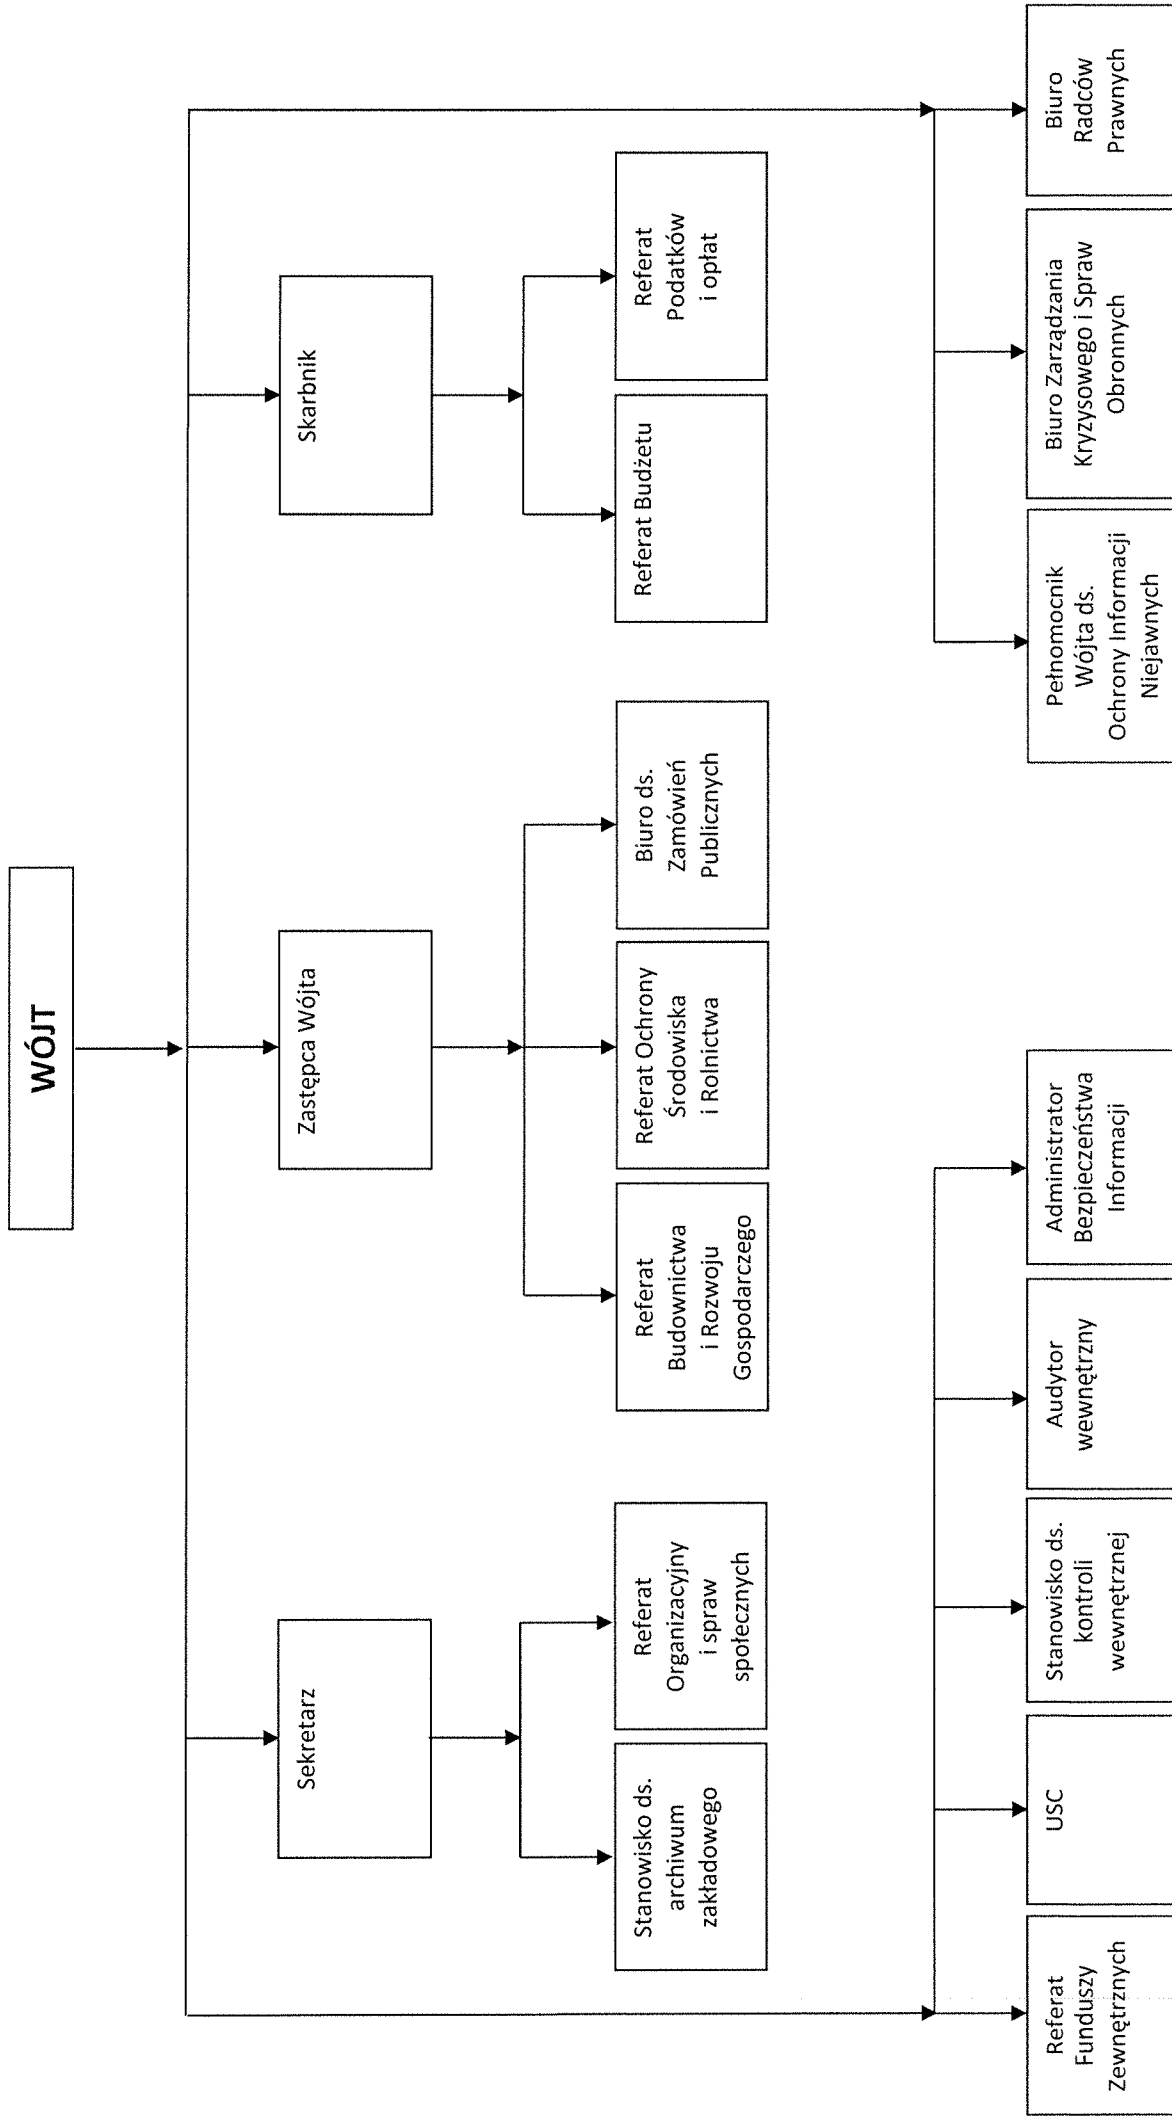 WÓJT
Sekretarz
Zastępca Wójta
Skarbnik
Stanowisko ds.
archiwum
zakładowego
Referat
Organizacyjny
i spraw
społecznych
Referat
Budownictwa
i Rozwoju
Gospodarczego
Referat Ochrony
Środowiska
i Rolnictwa
Biuro ds.
Zamówień
Publicznych
Referat Budżetu
Referat
Podatków
i opłat
Referat
Funduszy
Zewnętrznych
USC
Stanowisko ds.
kontroli
wewnętrznej
Audytor
wewnętrzny
Administrator
Bezpieczeństwa
Informacji
Pełnomocnik
Wójta ds.
Ochrony Informacji
Niejawnych
Biuro Zarządzania
Kryzysowego i Spraw
Obronnych
Biuro
Radców
Prawnych